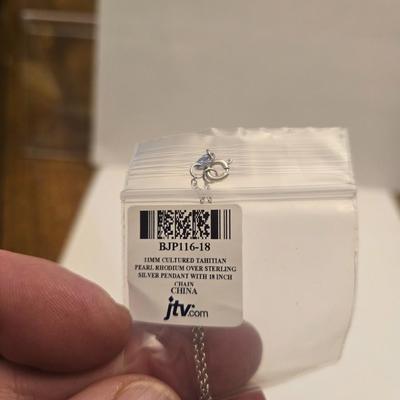 BJP116-18
11MM CULTURED TAHITIAN
PEARL RHODIUM OVER STERLING
SILVER PENDANT WITH 18 INCH
CHAIN
CHINA
jtv.com